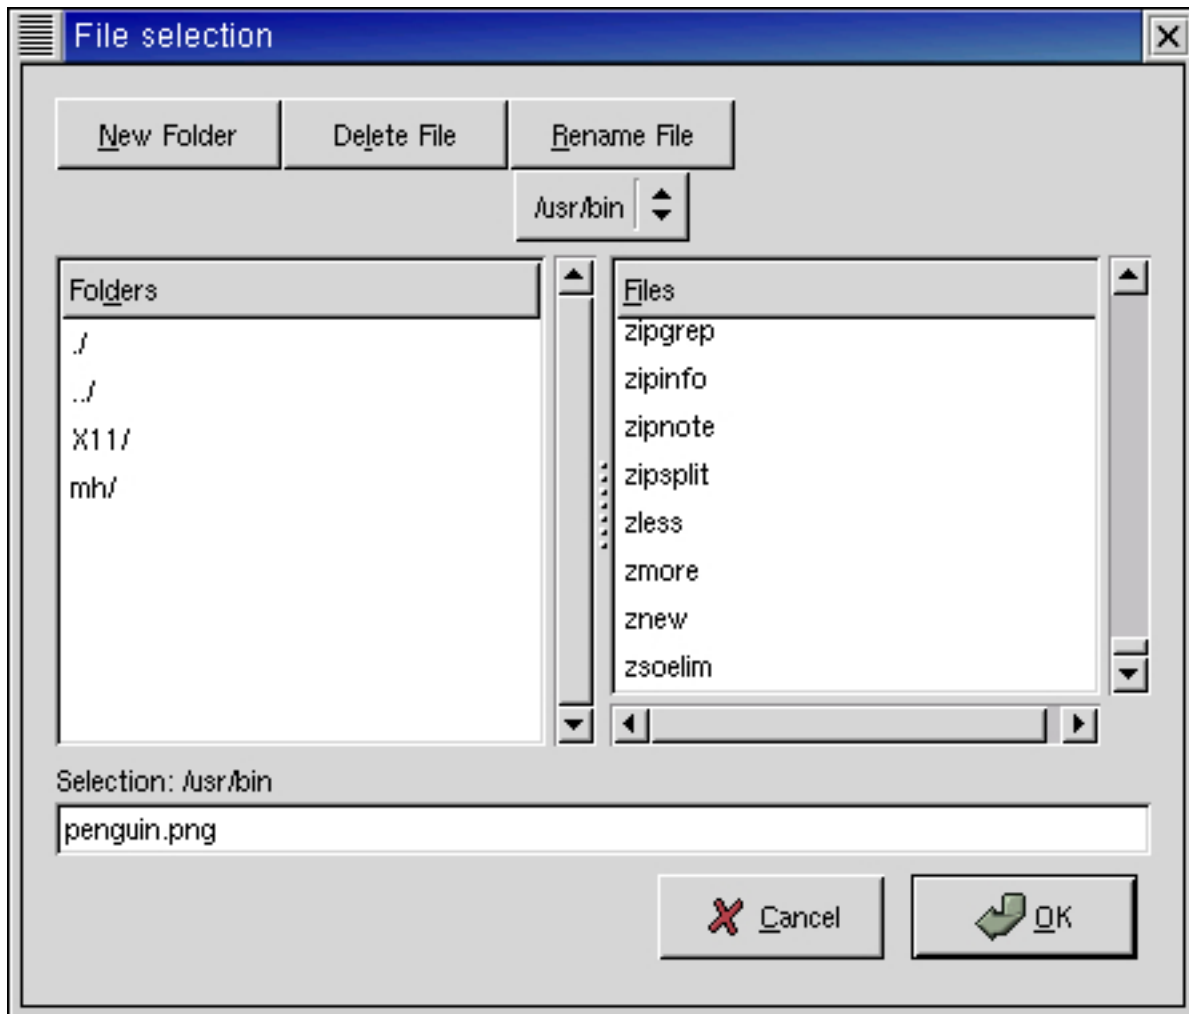 File selection
New Folder Delete File Rename File
/usr/bin
Folders
./
../
X11/
mh/
Files
zipgrep
zipinfo
zipnote
zipsplit
zless
zmore
znew
zsoelim
Selection: /usr/bin
penguin.png
Cancel OK